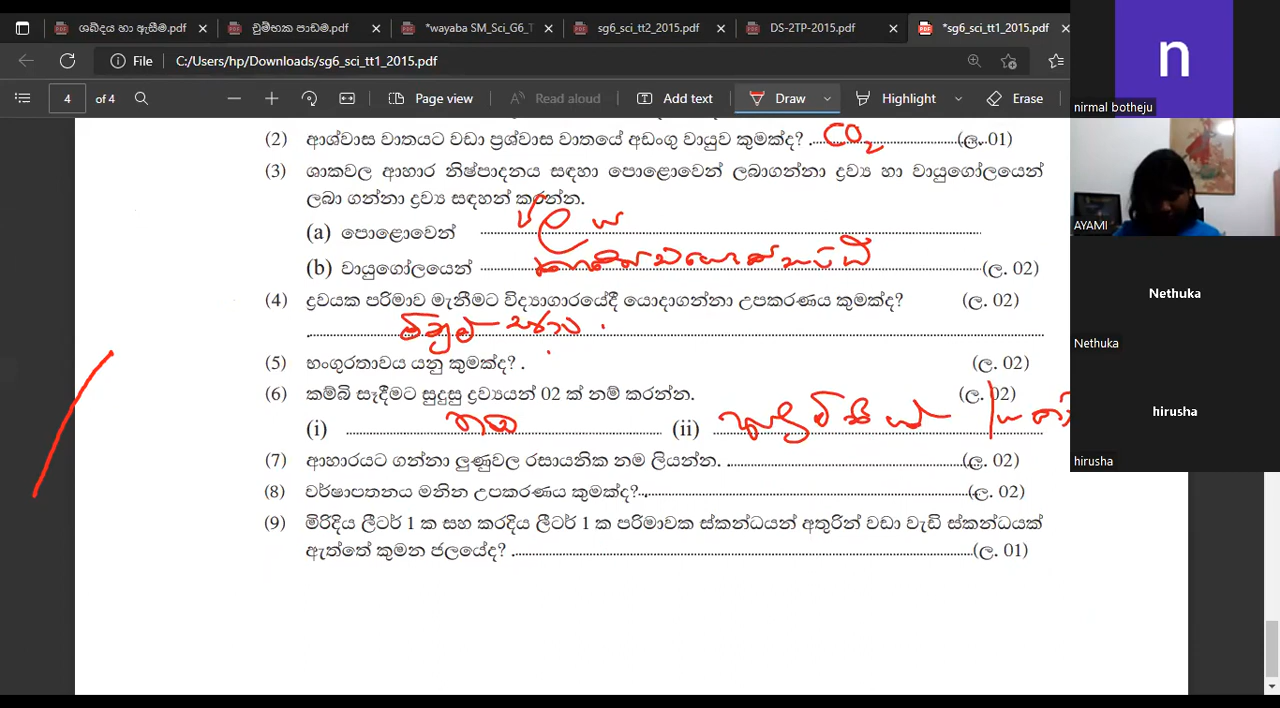 ශබ්දය හා ඇසීම.pdf
චුම්භක පාඩම්.pdf
*wayaba SM_Sci_G6_T
sg6_sci_tt2_2015.pdf
DS-2TP-2015.pdf
*sg6_sci_tt1_2015.pdf
File C:/Users/hp/Downloads/sg6_sci_tt1_2015.pdf
4 of 4 Page view Read aloud Add text Draw Highlight Erase
n
nirmal botheju
AYAMI
Nethuka
Nethuka
hirusha
hirusha
(2) ආශ්වාස වාතයට වඩා ප්‍රශ්වාස වාතයේ අඩංගු වායුව කුමක්ද? CO₂ (ල. 01)
(3) ශාකවල ආහාර නිෂ්පාදනය සඳහා පොළොවෙන් ලබාගන්නා ද්‍රව්‍ය හා වායුගෝලයෙන්
ලබා ගන්නා ද්‍රව්‍ය සඳහන් කරන්න.
(a) පොළොවෙන් ජලය
(b) වායුගෝලයෙන් (ල. 02)
(4) ද්‍රවයක පරිමාව මැනීමට විද්‍යාගාරයේදී යොදාගන්නා උපකරණය කුමක්ද? (ල. 02)
(5) භංගුරතාවය යනු කුමක්ද? . (ල. 02)
(6) කම්බි සෑදීමට සුදුසු ද්‍රව්‍යයන් 02 ක් නම් කරන්න. (ල. 02)
(i) තඹ (ii) ඇලුමිනියම්
(7) ආහාරයට ගන්නා ලුණුවල රසායනික නම ලියන්න. (ල. 02)
(8) වර්ෂාපතනය මනින උපකරණය කුමක්ද? (ල. 02)
(9) මිරිදිය ලීටර් 1 ක සහ කරදිය ලීටර් 1 ක පරිමාවක ස්කන්ධයන් අතුරින් වඩා වැඩි ස්කන්ධයක්
ඇත්තේ කුමන ජලයේද? (ල. 01)